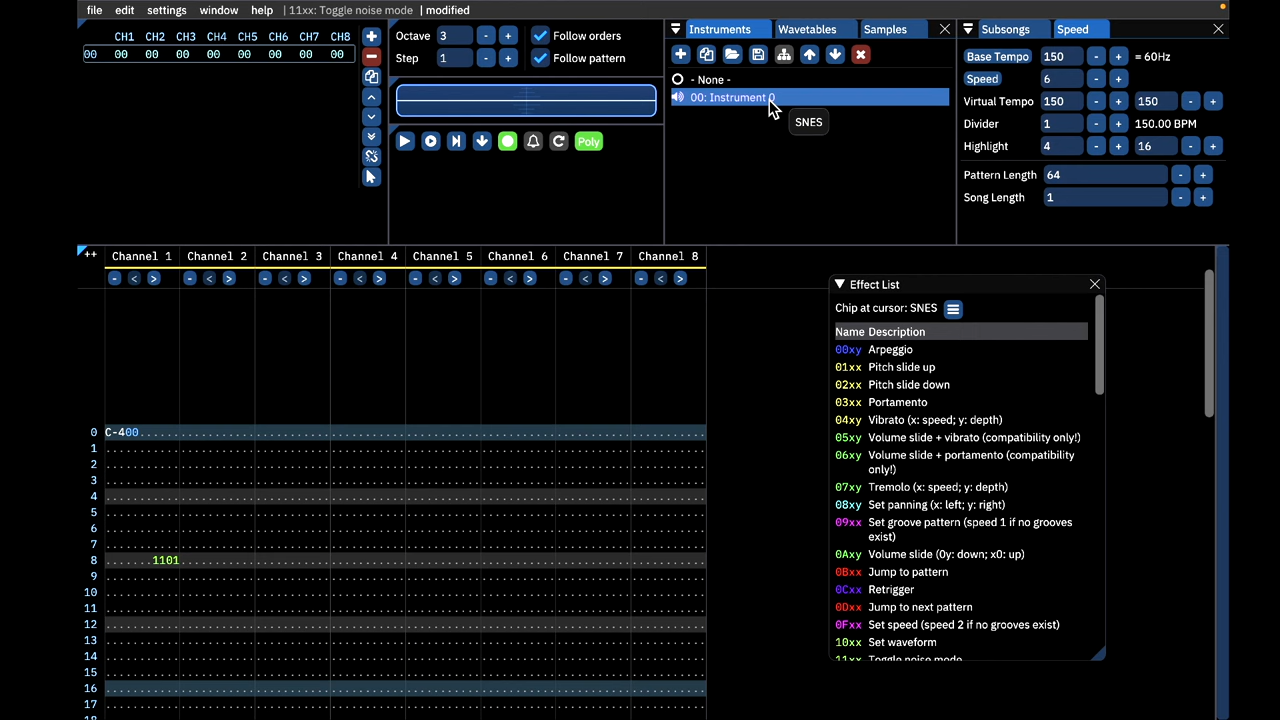 file edit settings window help | 11xx: Toggle noise mode | modified
CH1 CH2 CH3 CH4 CH5 CH6 CH7 CH8
00 00 00 00 00 00 00 00 00
Octave 3 - + Follow orders
Step 1 - + Follow pattern
Poly
Instruments Wavetables Samples
- None -
00: Instrument 0
SNES
Subsongs Speed
Base Tempo 150 - + = 60Hz
Speed 6 - +
Virtual Tempo 150 150 - +
Divider 1 - + 150.00 BPM
Highlight 4 16 - +
Pattern Length 64 - +
Song Length 1 - +
++ Channel 1 Channel 2 Channel 3 Channel 4 Channel 5 Channel 6 Channel 7 Channel 8
- < > - < > - < > - < > - < > - < > - < > - < >
0 C-400
1
2
3
4
5
6
7
8 1101
9
10
11
12
13
14
15
16
17
18
Effect List
Chip at cursor: SNES
Name Description
00xy Arpeggio
01xx Pitch slide up
02xx Pitch slide down
03xx Portamento
04xy Vibrato (x: speed; y: depth)
05xy Volume slide + vibrato (compatibility only!)
06xy Volume slide + portamento (compatibility
only!)
07xy Tremolo (x: speed; y: depth)
08xy Set panning (x: left; y: right)
09xx Set groove pattern (speed 1 if no grooves
exist)
0Axy Volume slide (0y: down; x0: up)
0Bxx Jump to pattern
0Cxx Retrigger
0Dxx Jump to next pattern
0Fxx Set speed (speed 2 if no grooves exist)
10xx Set waveform
11xx Toggle noise mode